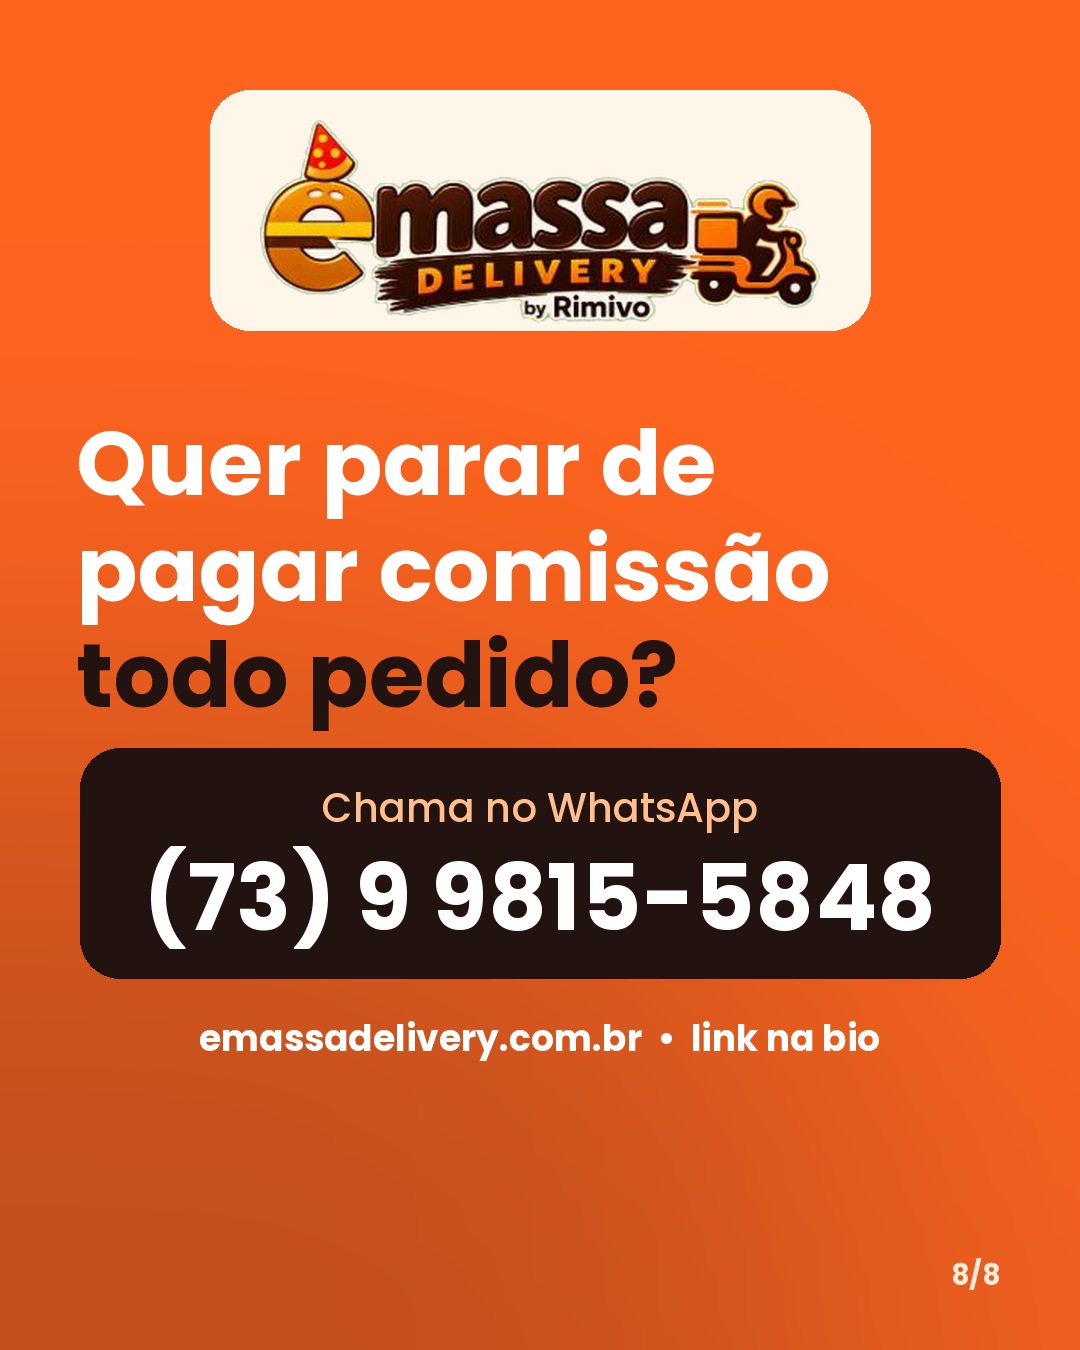 êmassa
DELIVERY
by Rimivo
Quer parar de
pagar comissão
todo pedido?
Chama no WhatsApp
(73) 9 9815-5848
emassadelivery.com.br • link na bio
8/8